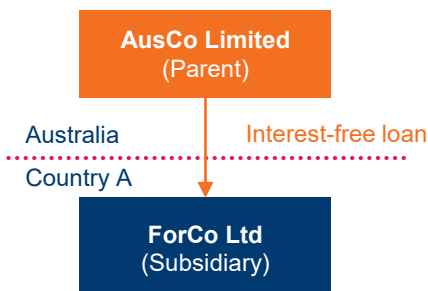 AusCo Limited
(Parent)
Australia
Interest-free loan
Country A
ForCo Ltd
(Subsidiary)